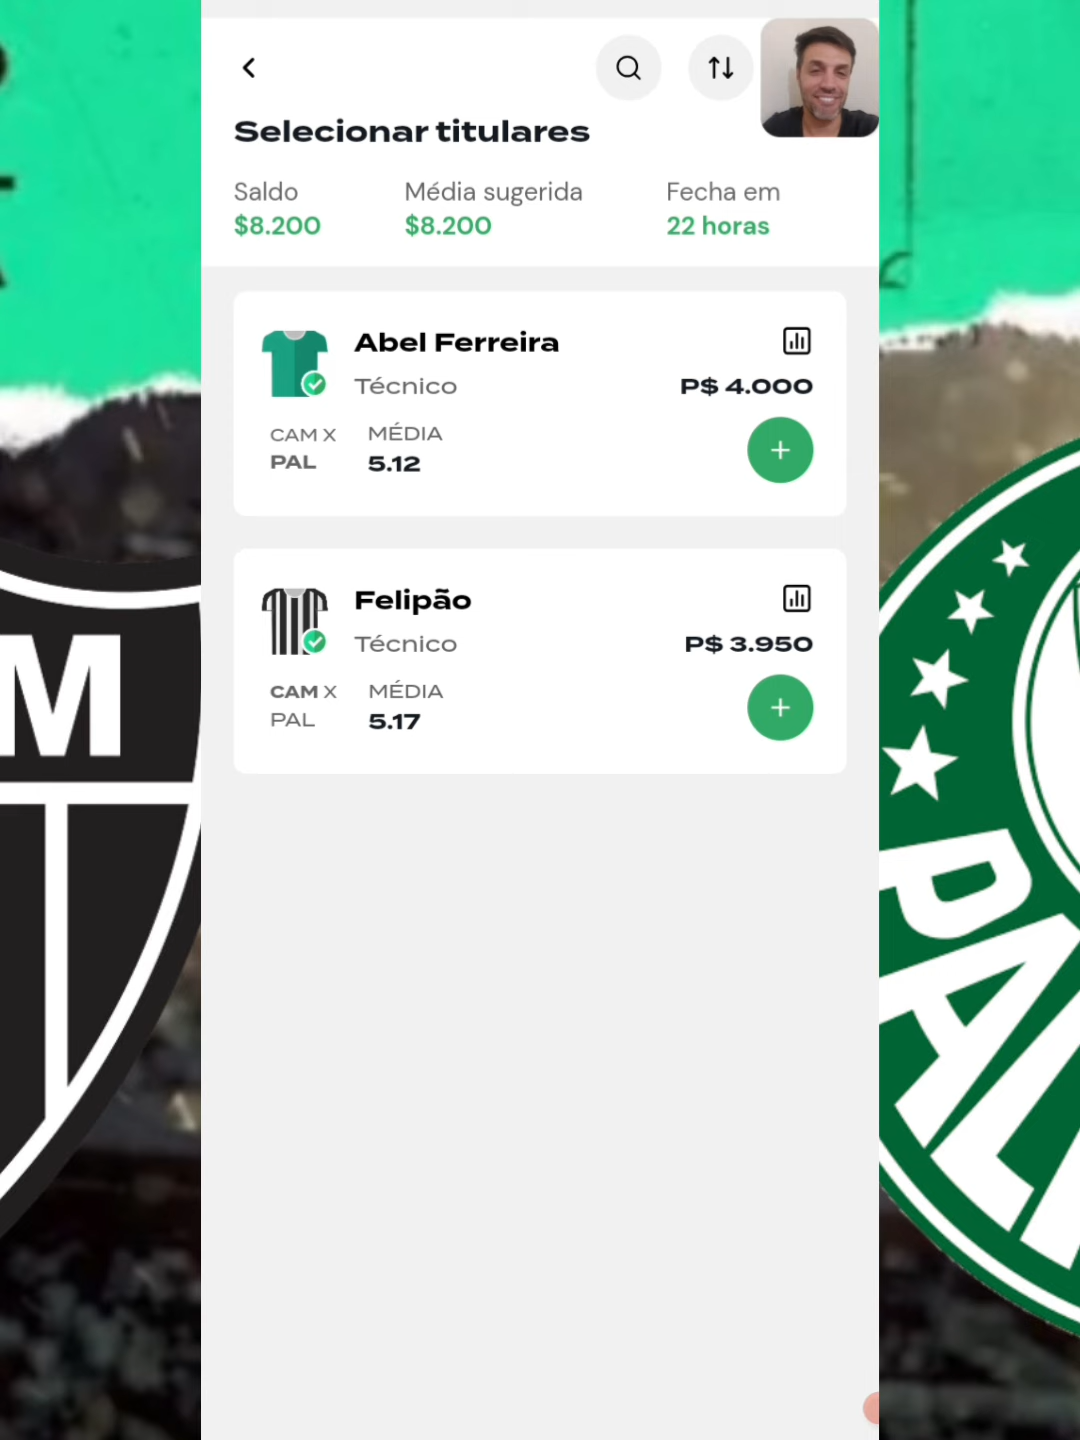 Selecionar titulares
Saldo
Média sugerida
Fecha em
$8.200
$8.200
22 horas
Abel Ferreira
Técnico
P$ 4.000
CAM X
MÉDIA
PAL
5.12
+
Felipão
Técnico
P$ 3.950
CAM X
MÉDIA
PAL
5.17
+
M